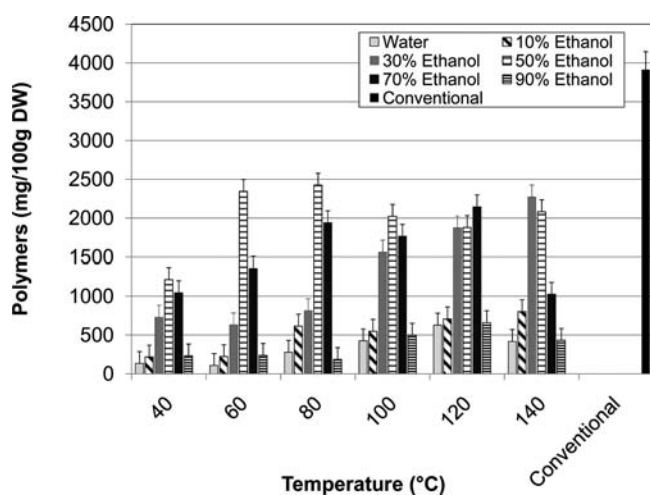 4500
4000
3500
3000
2500
2000
1500
1000
500
0
Polymers (mg/100g DW)
Water 10% Ethanol
30% Ethanol 50% Ethanol
70% Ethanol 90% Ethanol
Conventional
40 60 80 100 120 140 Conventional
Temperature (°C)